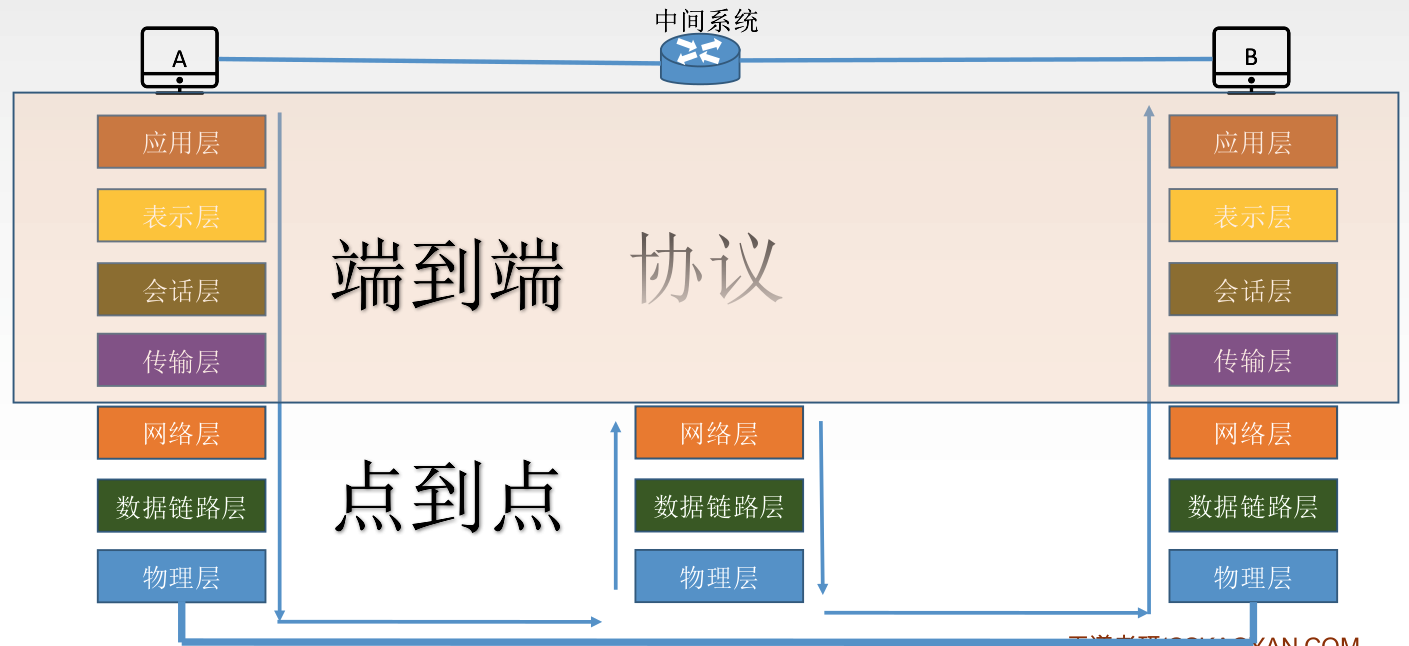 中间系统
A
B
应用层
应用层
表示层
表示层
端到端 协议
会话层
会话层
传输层
传输层
网络层
网络层
网络层
点到点
数据链路层
数据链路层
数据链路层
物理层
物理层
物理层